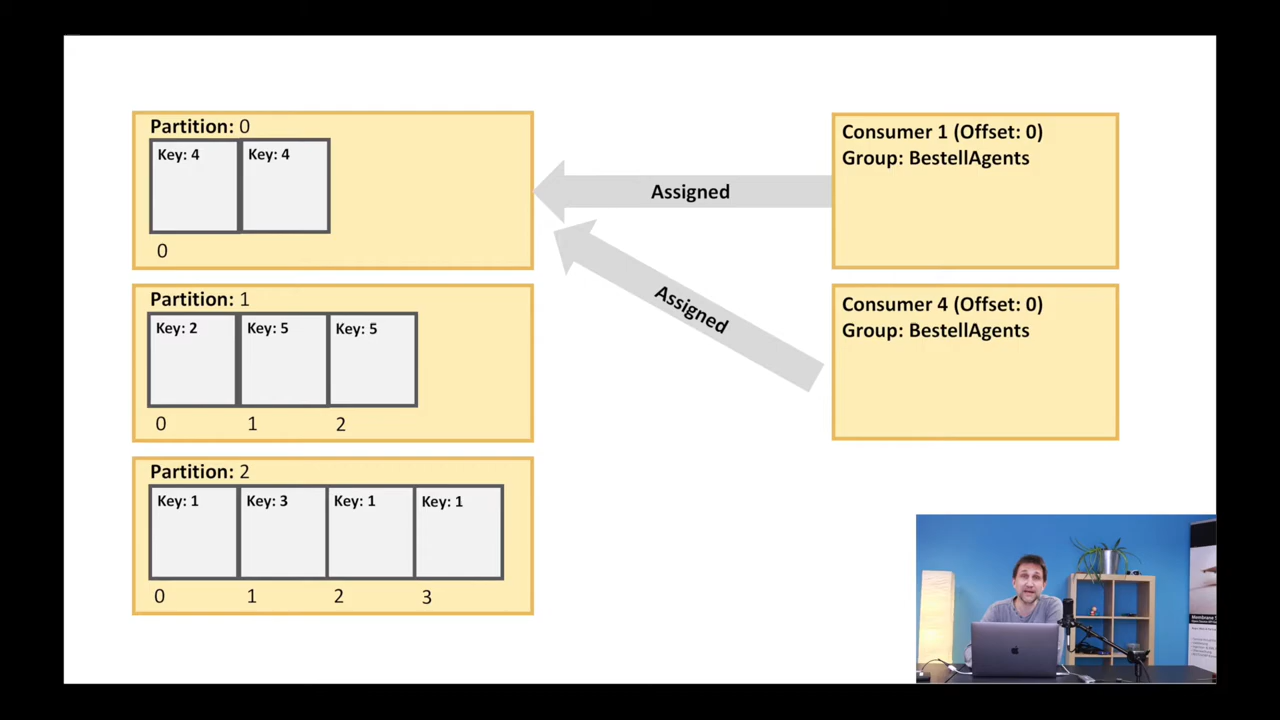 Partition: 0
Key: 4
Key: 4
0
Partition: 1
Key: 2
Key: 5
Key: 5
0
1
2
Partition: 2
Key: 1
Key: 3
Key: 1
Key: 1
0
1
2
3
Assigned
Assigned
Consumer 1 (Offset: 0)
Group: BestellAgents
Consumer 4 (Offset: 0)
Group: BestellAgents